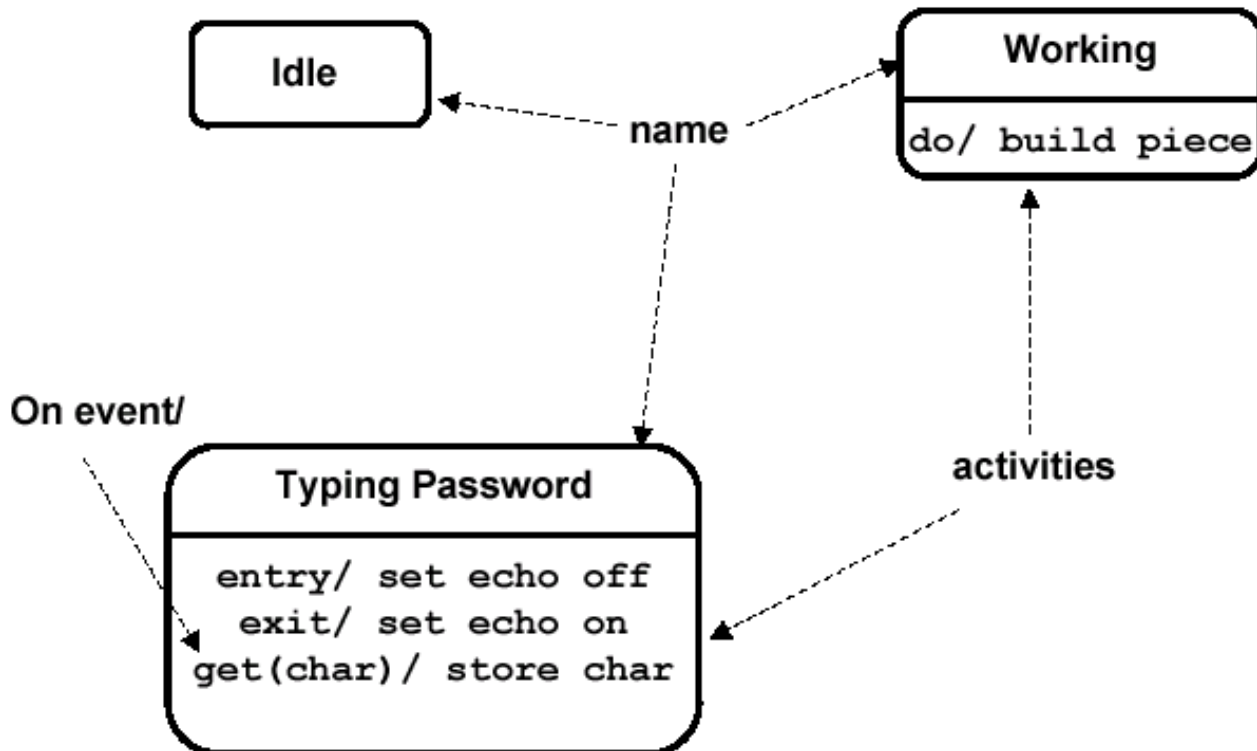 Idle
Working
name
do/ build piece
On event/
activities
Typing Password
entry/ set echo off
exit/ set echo on
get(char)/ store char